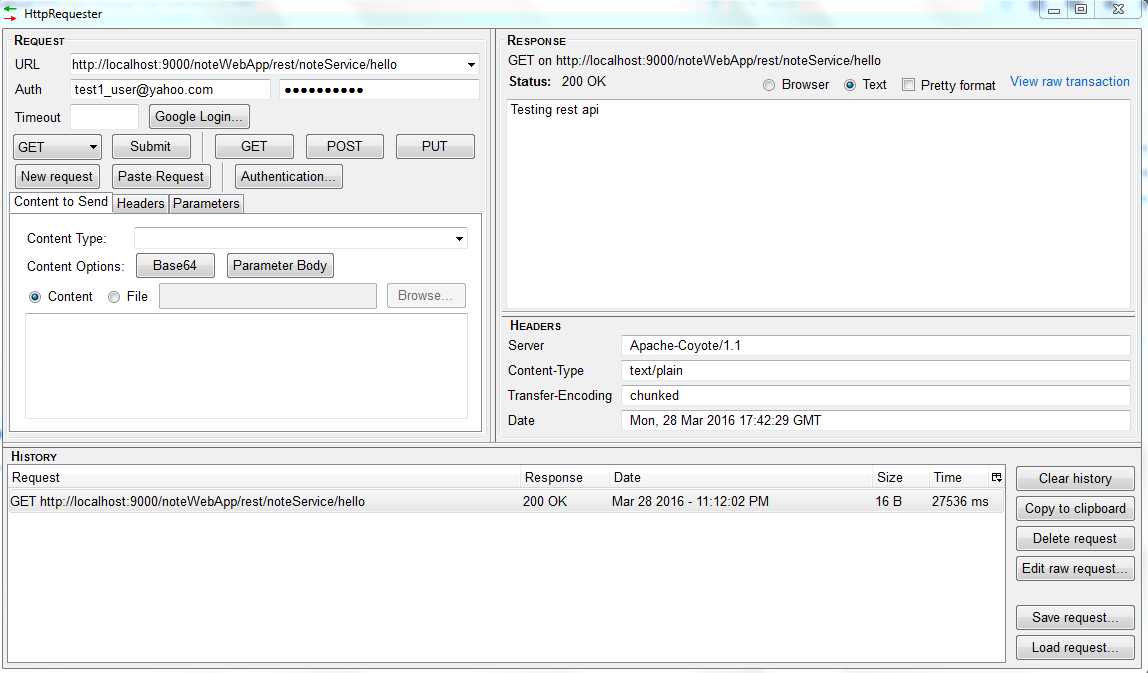 HttpRequester
REQUEST
URL http://localhost:9000/noteWebApp/rest/noteService/hello
Auth test1_user@yahoo.com ●●●●●●●●●●
Timeout Google Login...
GET Submit GET POST PUT
New request Paste Request Authentication...
Content to Send Headers Parameters
Content Type:
Content Options: Base64 Parameter Body
Content File Browse...
RESPONSE
GET on http://localhost:9000/noteWebApp/rest/noteService/hello
Status: 200 OK Browser Text Pretty format View raw transaction
Testing rest api
HEADERS
Server Apache-Coyote/1.1
Content-Type text/plain
Transfer-Encoding chunked
Date Mon, 28 Mar 2016 17:42:29 GMT
HISTORY
Request Response Date Size Time
GET http://localhost:9000/noteWebApp/rest/noteService/hello 200 OK Mar 28 2016 - 11:12:02 PM 16 B 27536 ms
Clear history
Copy to clipboard
Delete request
Edit raw request...
Save request...
Load request...